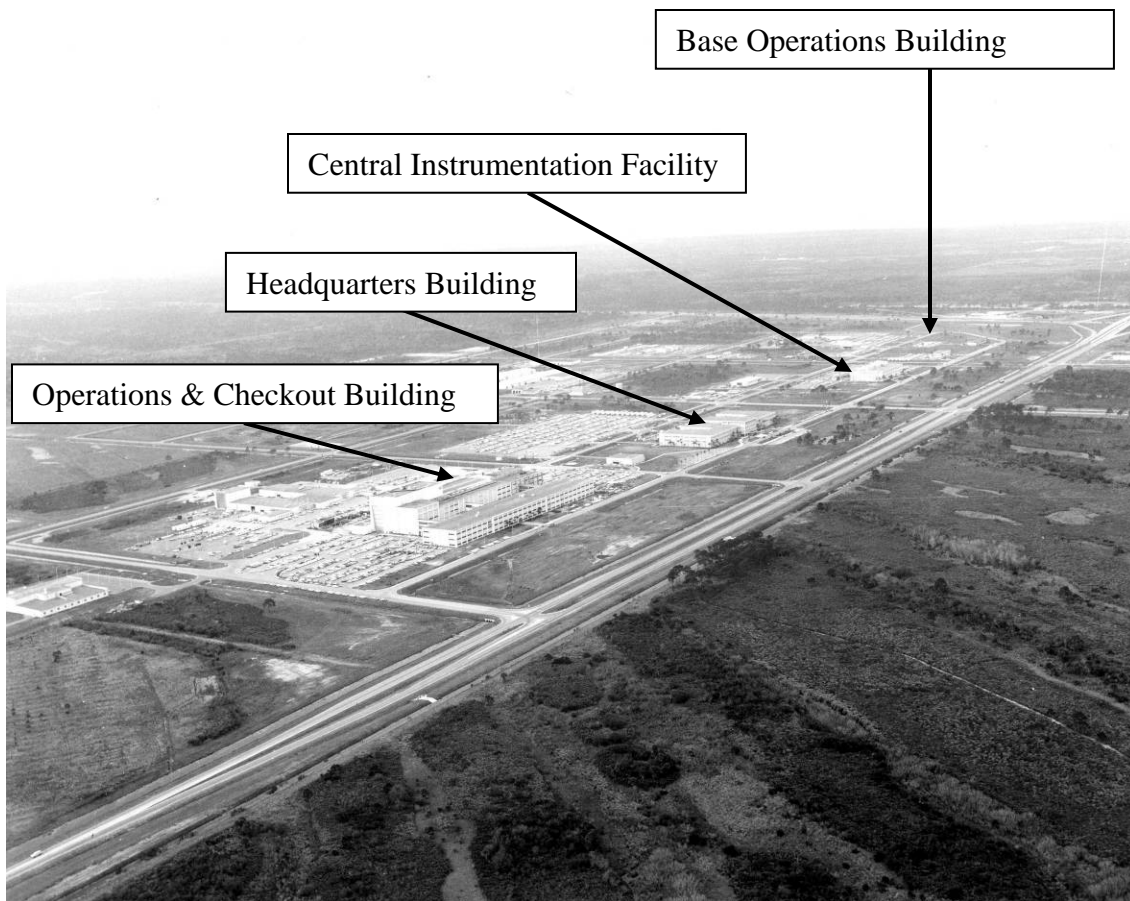 Base Operations Building
Central Instrumentation Facility
Headquarters Building
Operations & Checkout Building